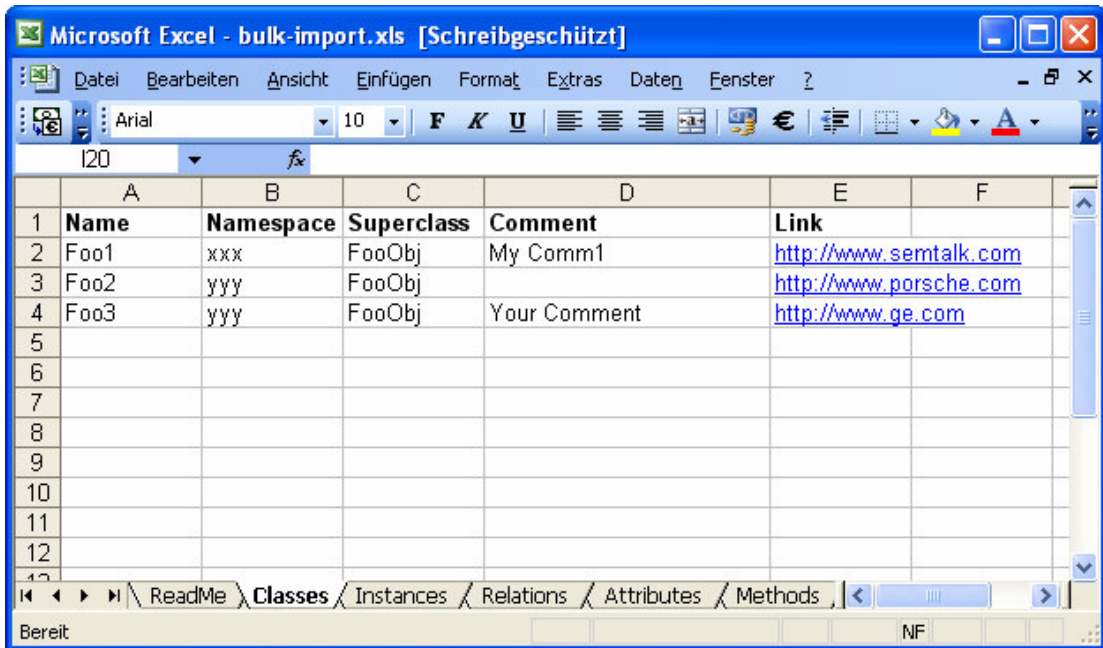 Microsoft Excel - bulk-import.xls [Schreibgeschützt]
Datei Bearbeiten Ansicht Einfügen Format Extras Daten Fenster ?
Arial 10 F K U € A
I20 fx
A B C D E F
1 Name Namespace Superclass Comment Link
2 Foo1 xxx FooObj My Comm1 http://www.semtalk.com
3 Foo2 yyy FooObj http://www.porsche.com
4 Foo3 yyy FooObj Your Comment http://www.ge.com
5
6
7
8
9
10
11
12
ReadMe Classes Instances Relations Attributes Methods
Bereit NF